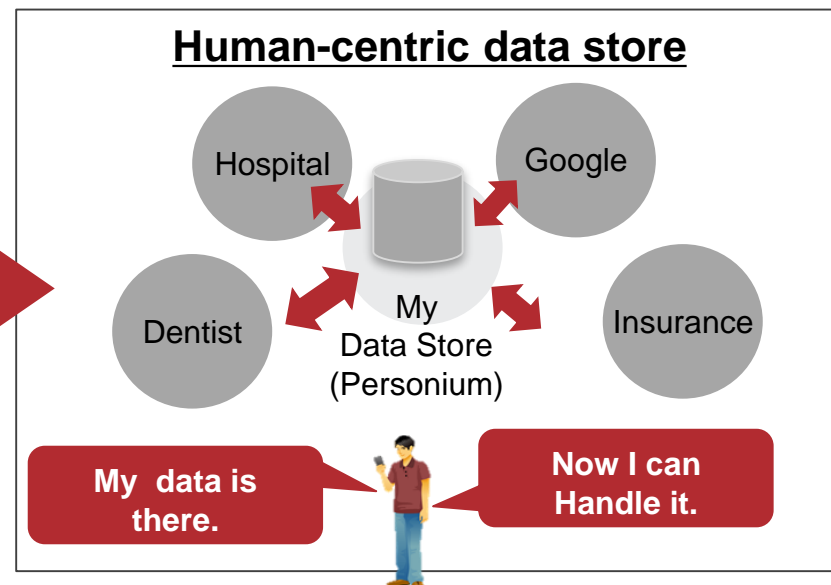 Human-centric data store
Hospital
Google
Dentist
My
Data Store
(Personium)
Insurance
My data is
there.
Now I can
Handle it.